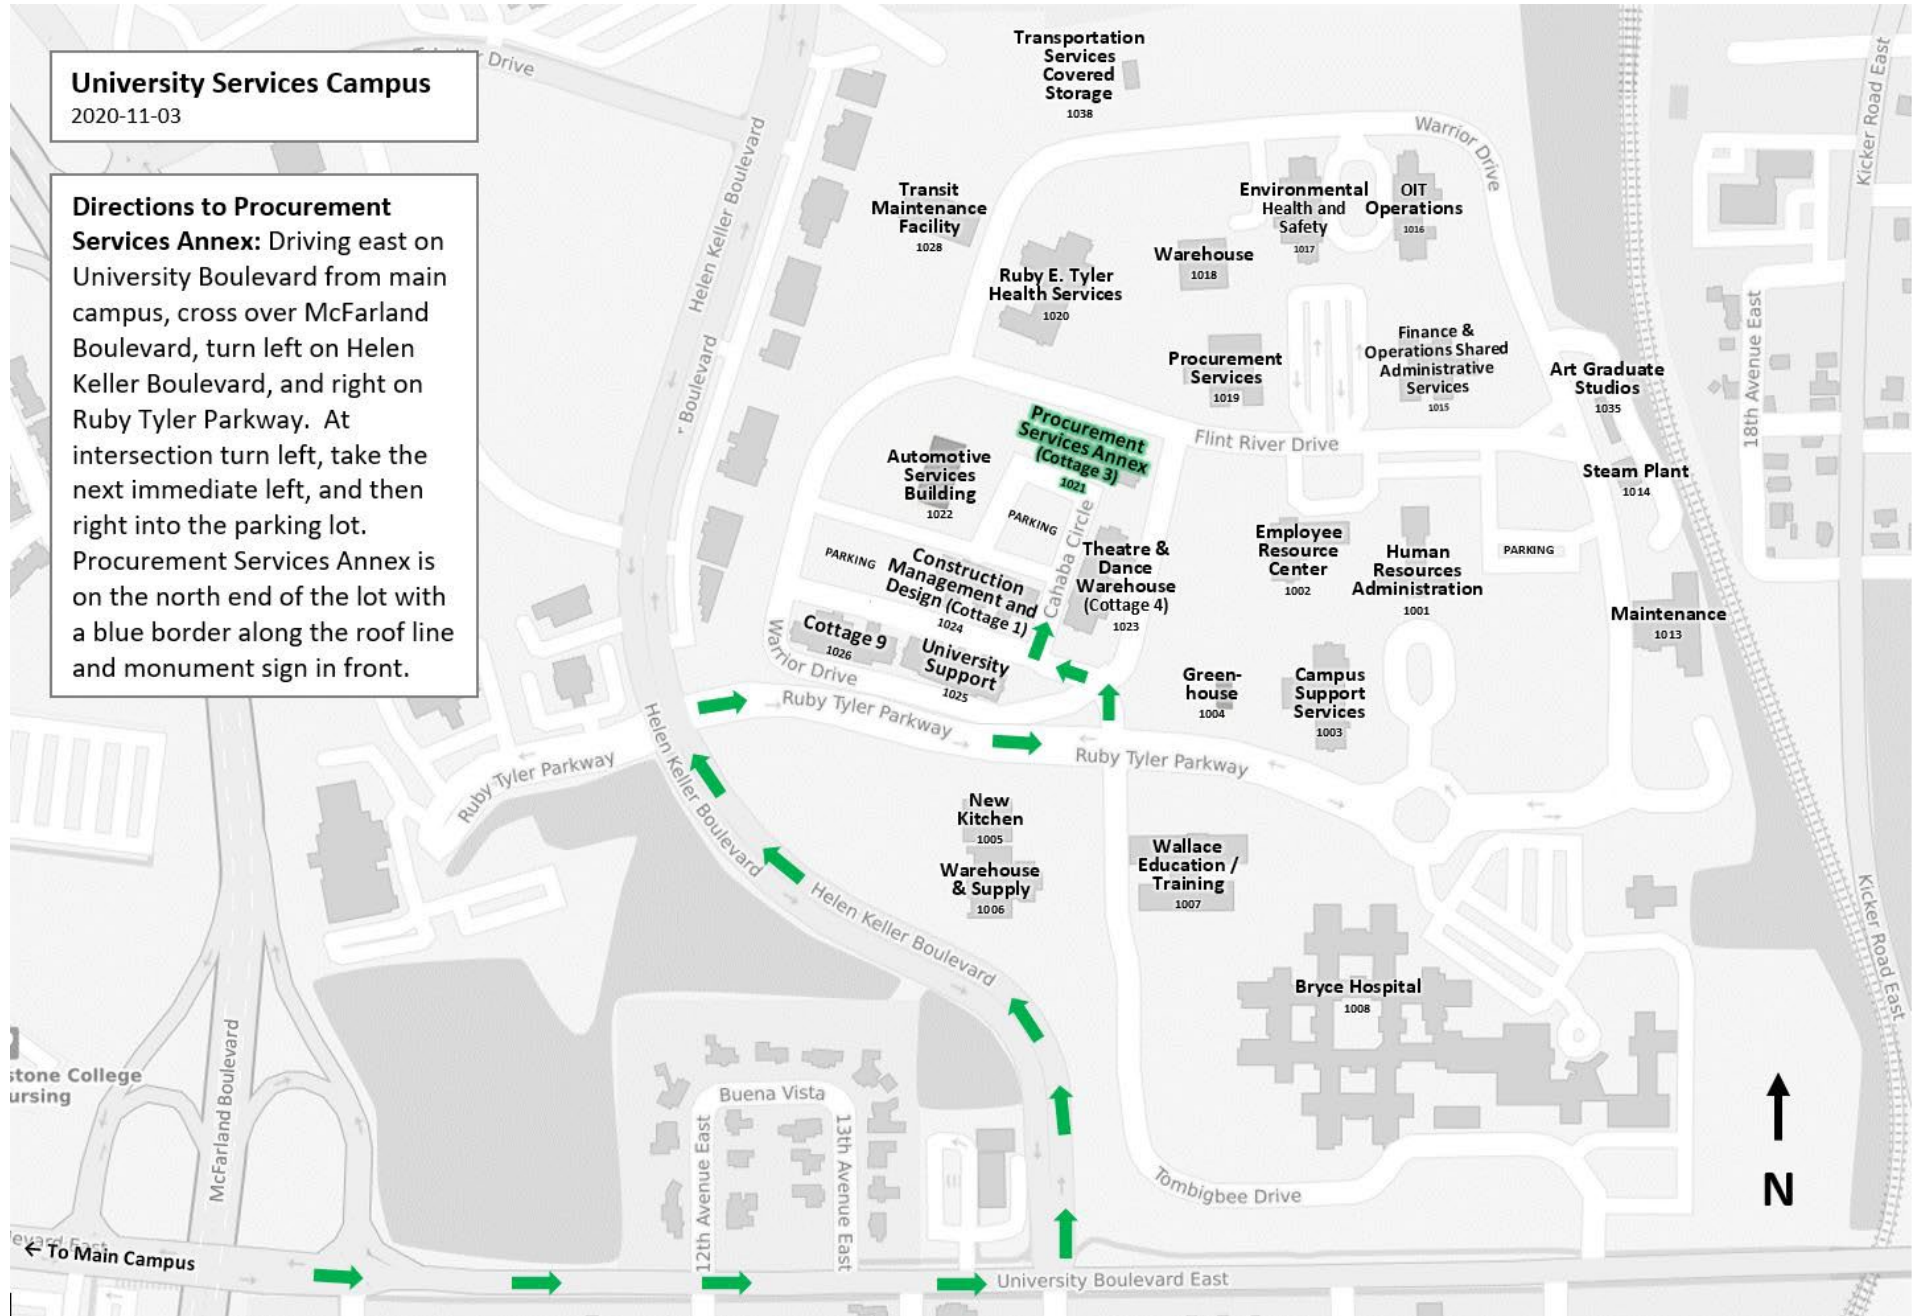 University Services Campus
2020-11-03
Directions to Procurement
Services Annex: Driving east on
University Boulevard from main
campus, cross over McFarland
Boulevard, turn left on Helen
Keller Boulevard, and right on
Ruby Tyler Parkway. At
intersection turn left, take the
next immediate left, and then
right into the parking lot.
Procurement Services Annex is
on the north end of the lot with
a blue border along the roof line
and monument sign in front.
Drive
Transportation
Services
Covered
Storage
1038
Warrior Drive
Kicker Road East
Helen Keller Boulevard
Boulevard
Transit
Maintenance
Facility
1028
Environmental
Health and
Safety
1017
OIT
Operations
1016
Warehouse
1018
Ruby E. Tyler
Health Services
1020
Procurement
Services
1019
Finance &
Operations Shared
Administrative
Services
1015
Art Graduate
Studios
1035
18th Avenue East
Procurement
Services Annex
(Cottage 3)
1021
Flint River Drive
Automotive
Services
Building
1022
PARKING
Steam Plant
1014
Cahaba Circle
PARKING
Construction
Management and
Design (Cottage 1)
1024
Theatre &
Dance
Warehouse
(Cottage 4)
1023
Employee
Resource
Center
1002
Human
Resources
Administration
1001
PARKING
Maintenance
1013
Cottage 9
1026
University
Support
1025
Warrior Drive
Green-
house
1004
Campus
Support
Services
1003
Ruby Tyler Parkway
Ruby Tyler Parkway
Ruby Tyler Parkway
Helen Keller Boulevard
New
Kitchen
1005
Warehouse
& Supply
1006
Wallace
Education /
Training
1007
Helen Keller Boulevard
Kicker Road East
Bryce Hospital
1008
stone College
ursing
McFarland Boulevard
Buena Vista
12th Avenue East
13th Avenue East
Tombigbee Drive
N
← To Main Campus
University Boulevard East